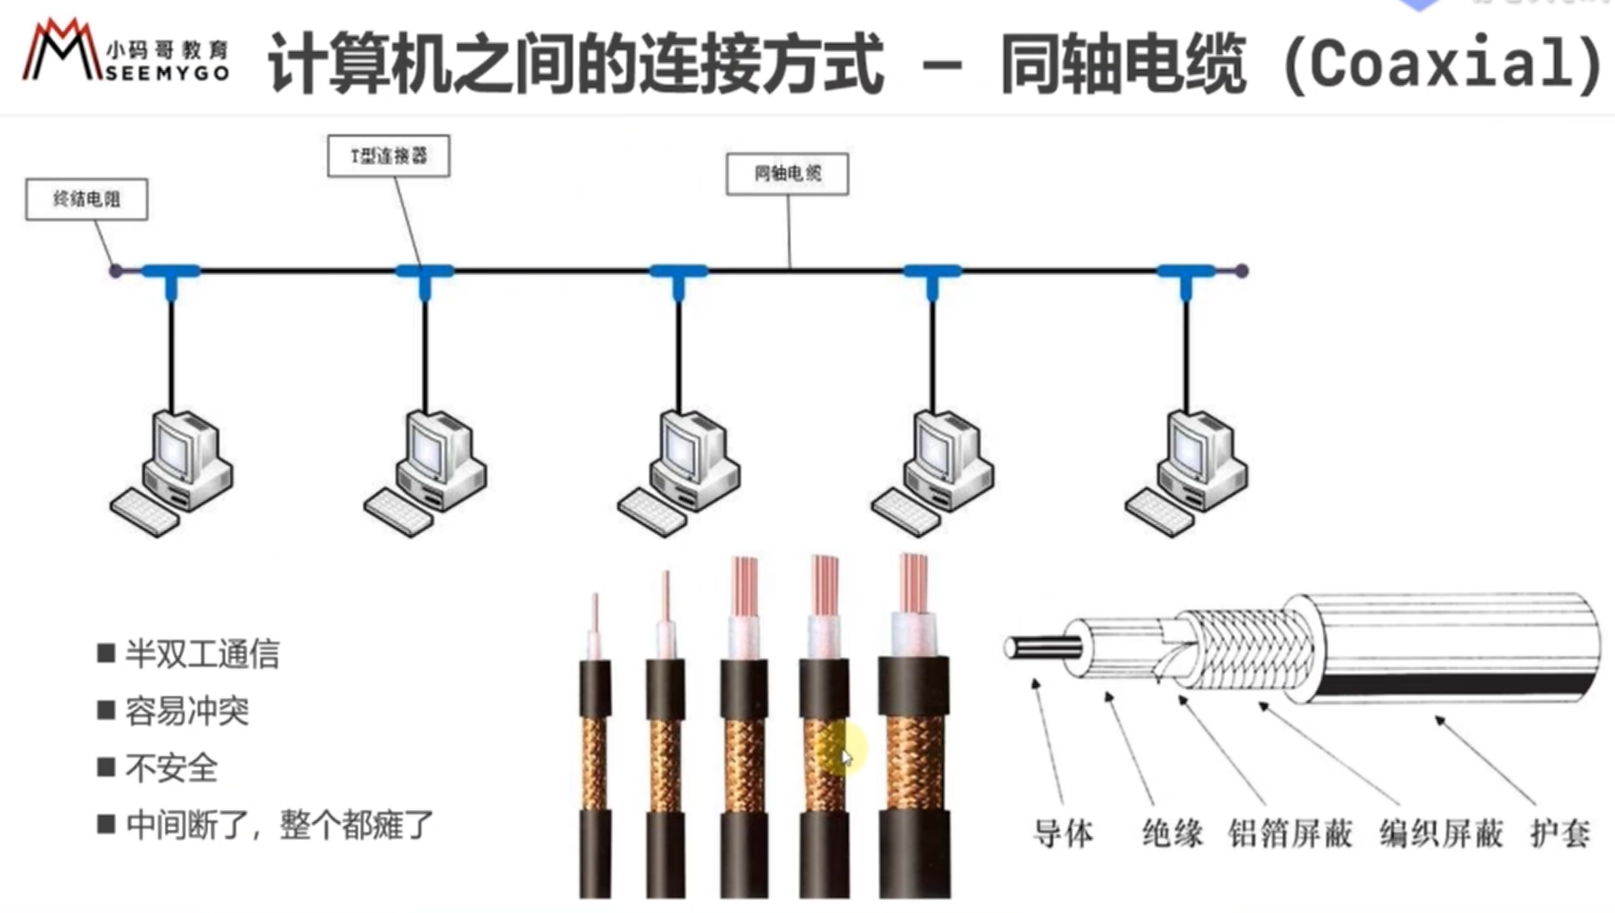 小码哥教育
SEEMYGO
计算机之间的连接方式 - 同轴电缆（Coaxial）
T型连接器
同轴电缆
终结电阻
■ 半双工通信
■ 容易冲突
■ 不安全
■ 中间断了，整个都瘫了
导体 绝缘 铝箔屏蔽 编织屏蔽 护套